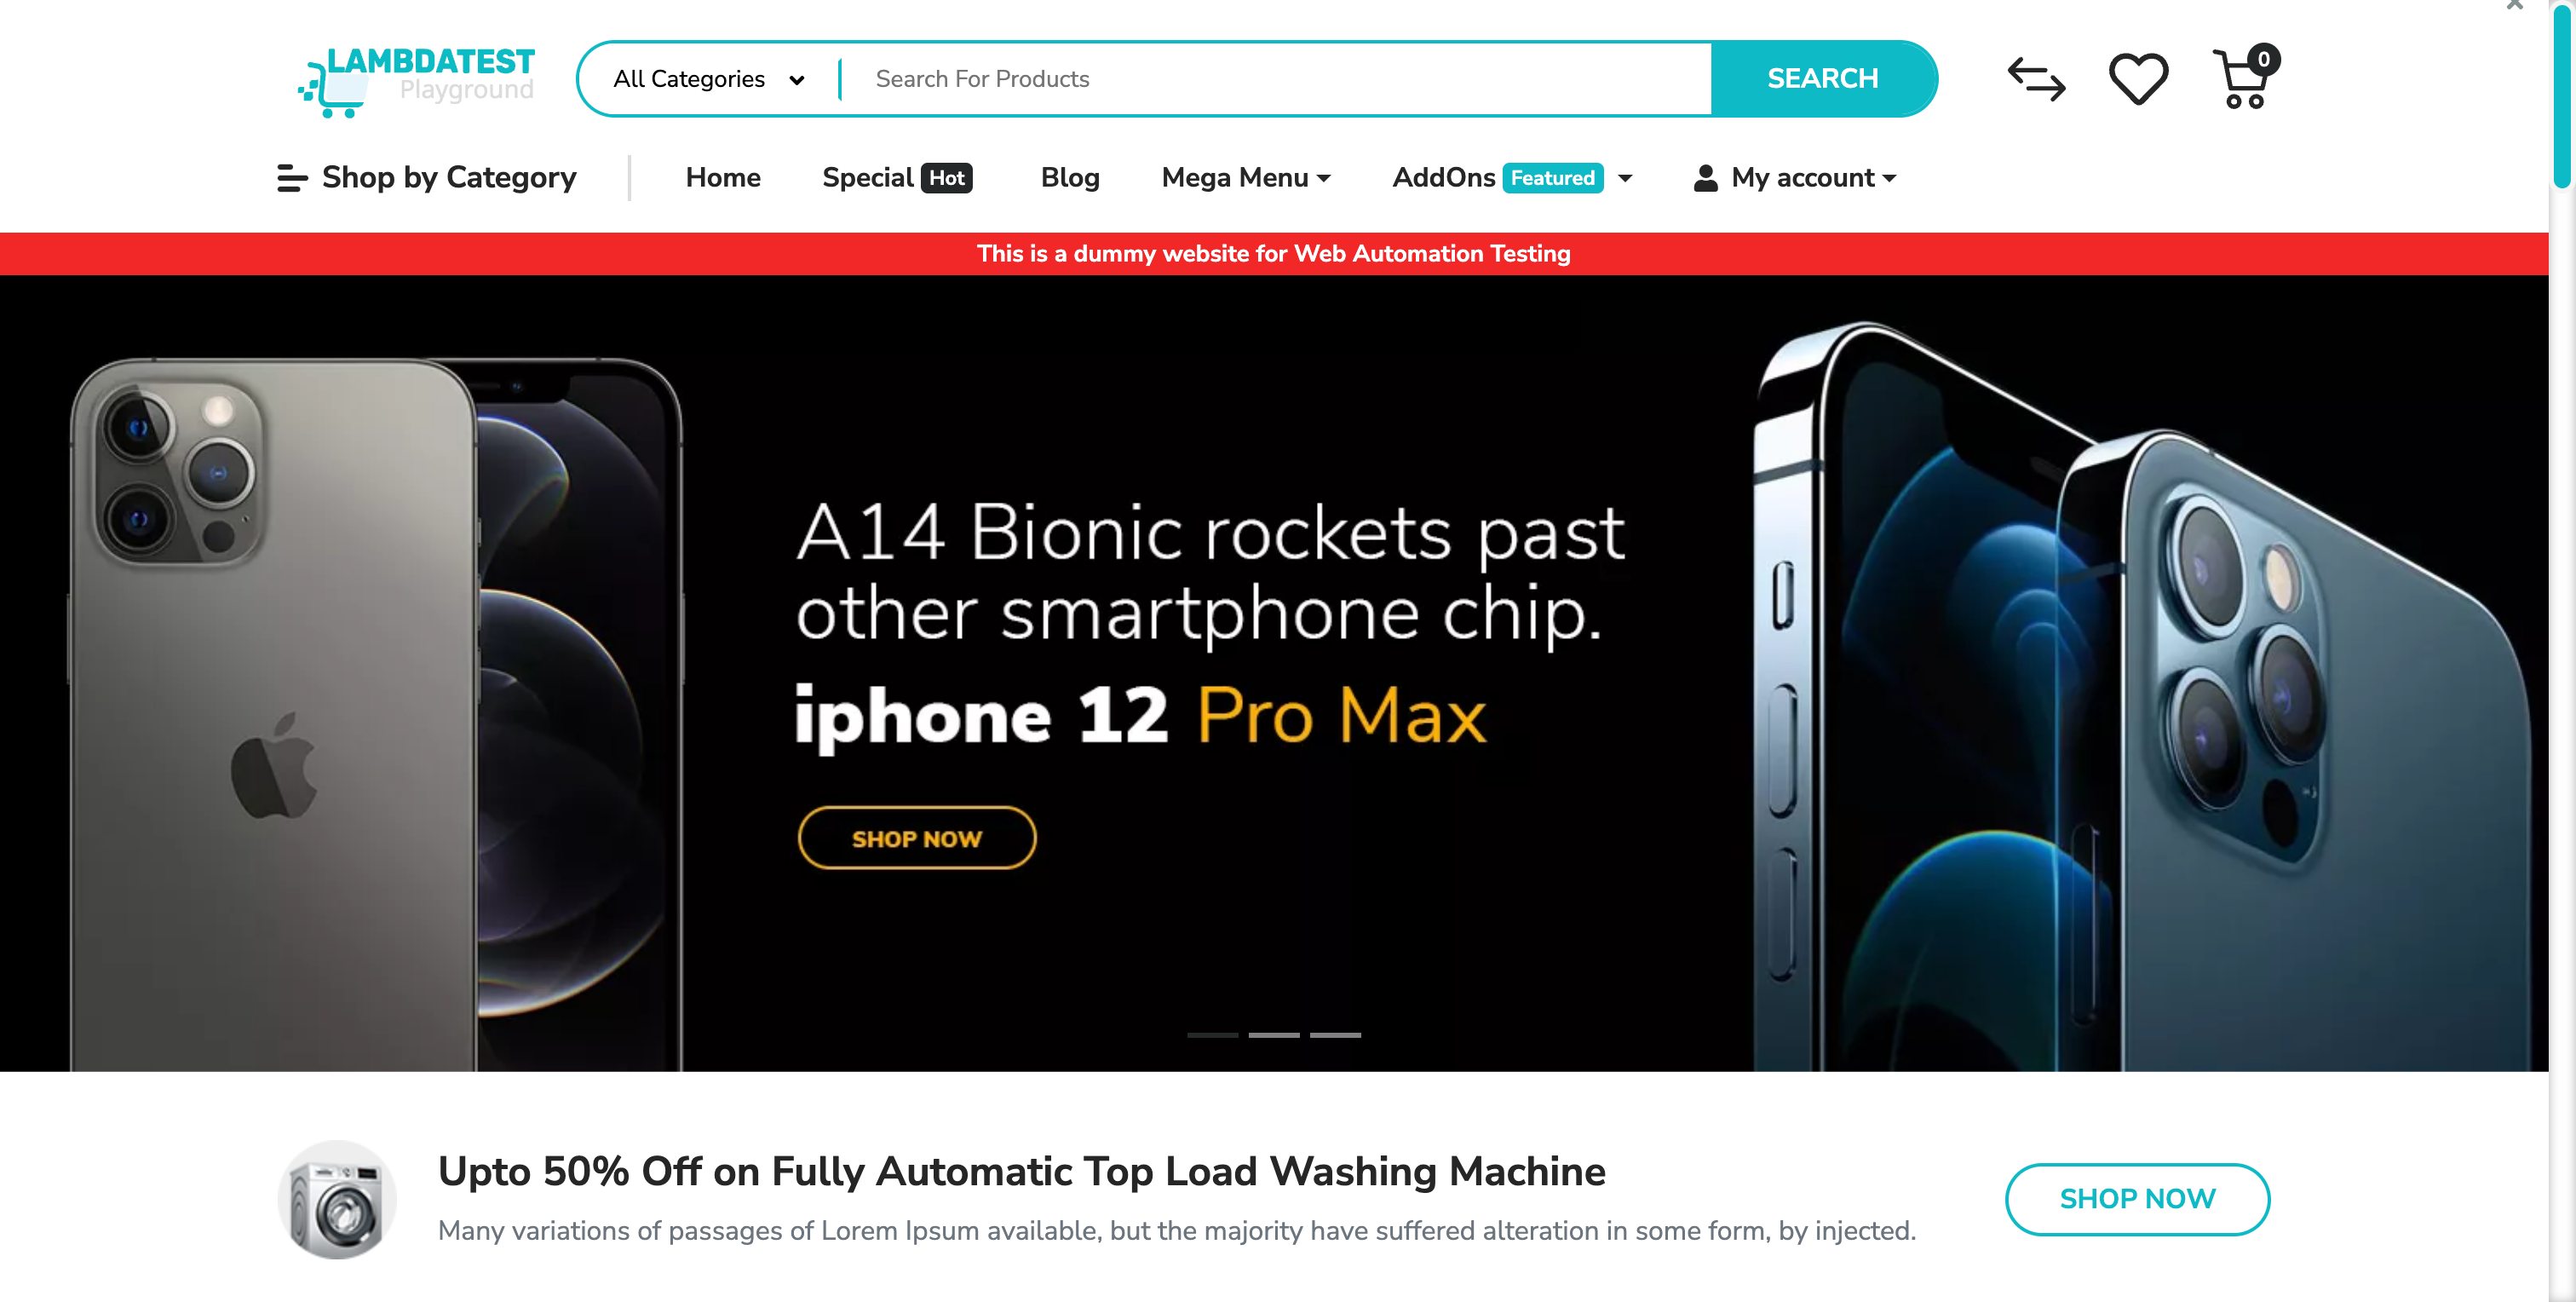 LAMBDATEST
Playground
All Categories
Search For Products
SEARCH
0
Shop by Category
Home
Special Hot
Blog
Mega Menu
AddOns Featured
My account
This is a dummy website for Web Automation Testing
A14 Bionic rockets past
other smartphone chip.
iphone 12 Pro Max
SHOP NOW
Upto 50% Off on Fully Automatic Top Load Washing Machine
Many variations of passages of Lorem Ipsum available, but the majority have suffered alteration in some form, by injected.
SHOP NOW